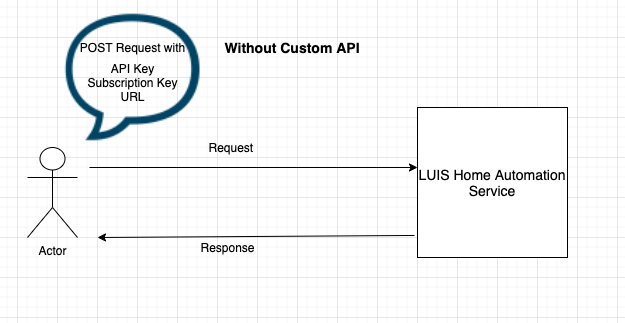 POST Request with
API Key
Subscription Key
URL
Without Custom API
Request
LUIS Home Automation
Service
Response
Actor